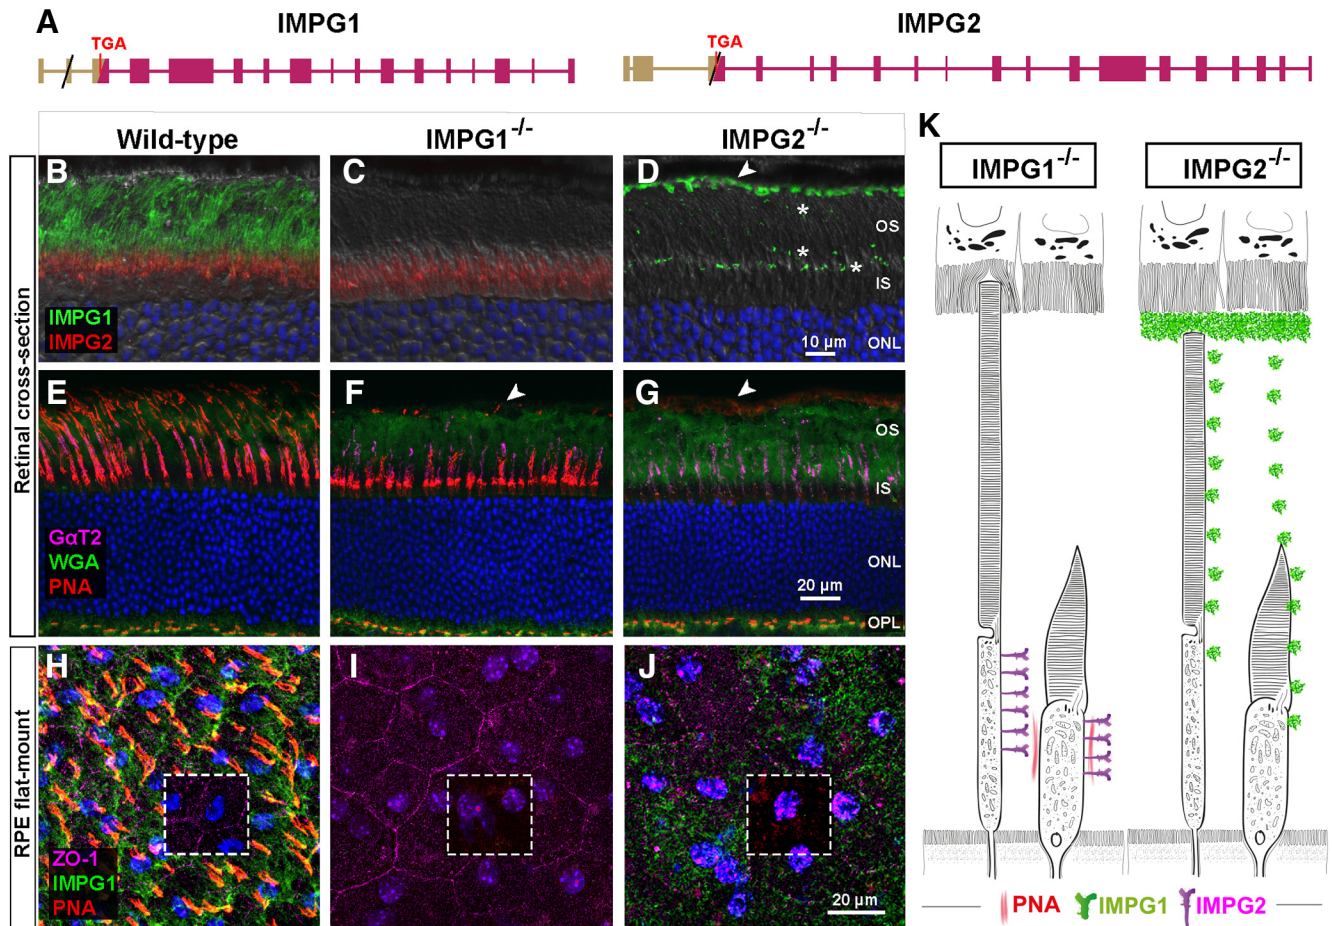 A
IMPG1
TGA
IMPG2
TGA
Wild-type
IMPG1-/-
IMPG2-/-
Retinal cross-section
B
IMPG1
IMPG2
C
D
*
*
*
OS
IS
ONL
10 µm
E
GαT2
WGA
PNA
F
G
OS
IS
ONL
20 µm
OPL
RPE flat-mount
H
ZO-1
IMPG1
PNA
I
J
20 µm
K
IMPG1-/-
IMPG2-/-
PNA
IMPG1
IMPG2